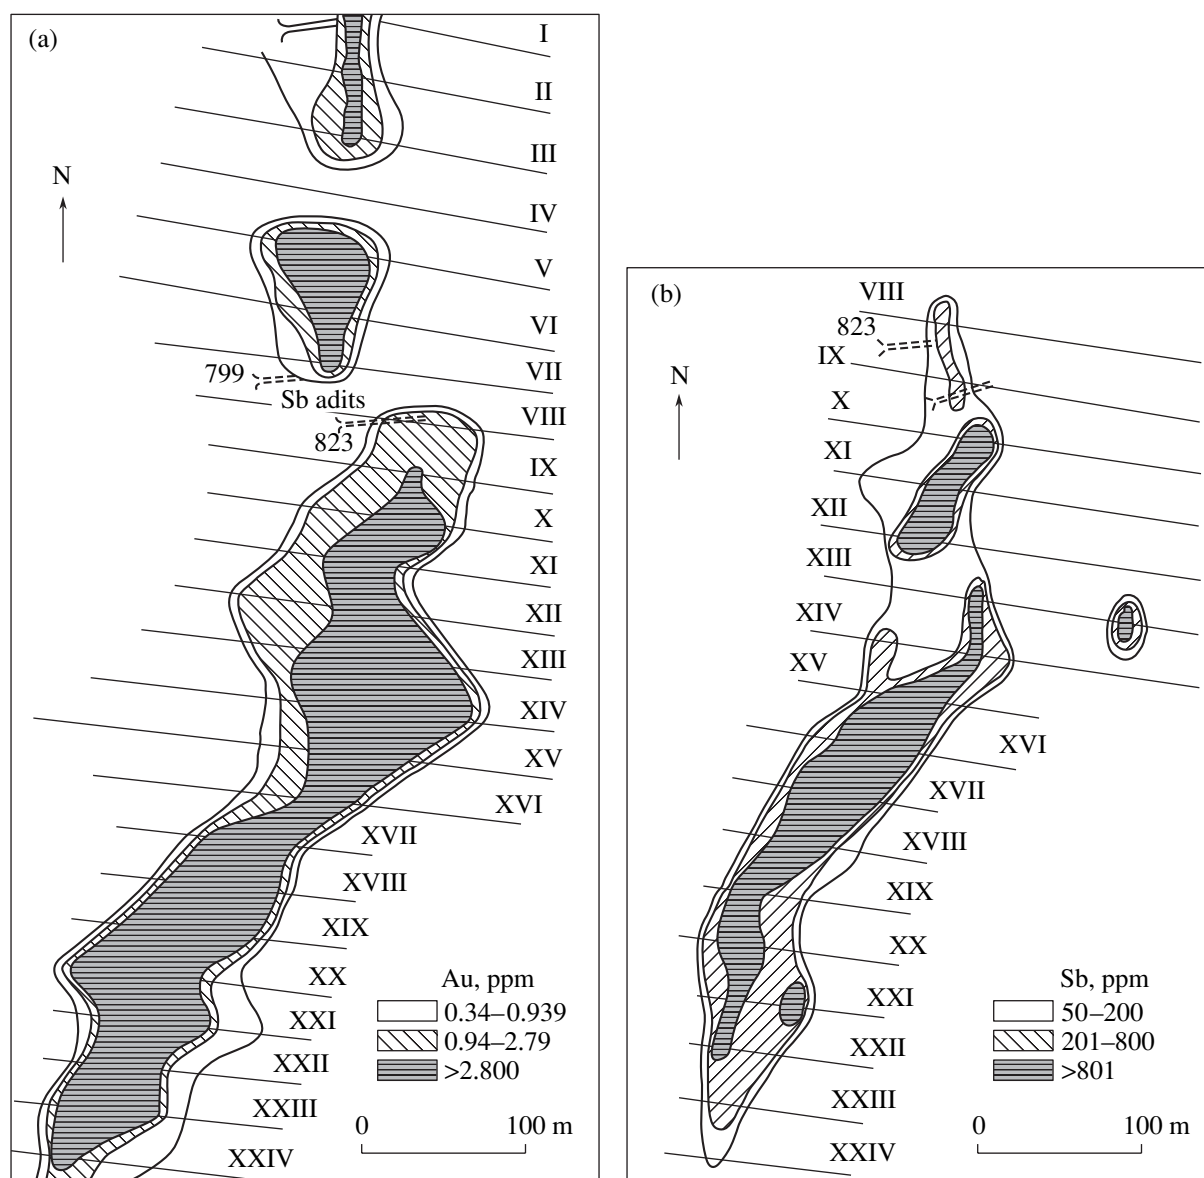 (a)
I
II
III
N
IV
V
VI
799
VII
Sb adits
VIII
823
IX
X
XI
XII
XIII
XIV
XV
XVI
XVII
XVIII
XIX
XX
Au, ppm
0.34–0.939
XXI
0.94–2.79
XXII
>2.800
XXIII
0 100 m
XXIV
(b)
VIII
823
IX
N
X
XI
XII
XIII
XIV
XV
XVI
XVII
XVIII
XIX
XX
Sb, ppm
XXI
50–200
201–800
XXII
>801
XXIII
0 100 m
XXIV